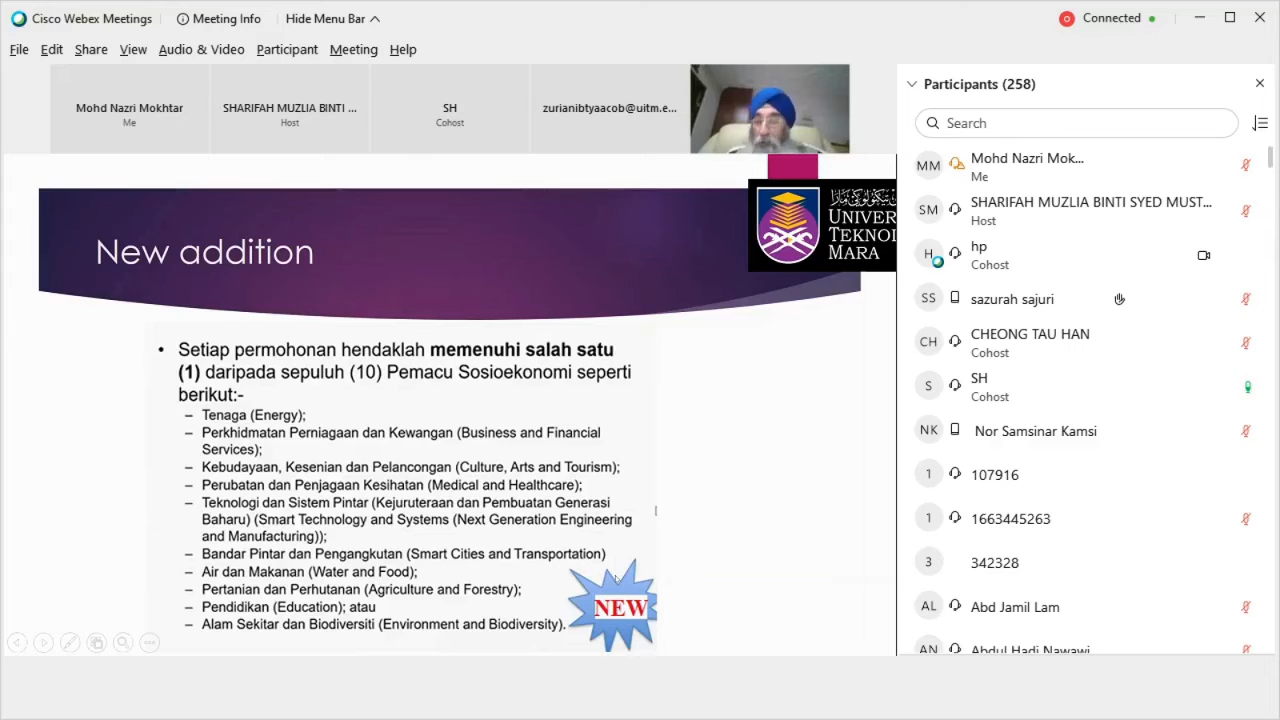 Cisco Webex Meetings
Meeting Info
Hide Menu Bar
Connected
File Edit Share View Audio & Video Participant Meeting Help
Mohd Nazri Mokhtar
Me
SHARIFAH MUZLIA BINTI ...
Host
SH
Cohost
zurianibtyaacob@uitm.e...
New addition
UNIVER
TEKNO
MARA
• Setiap permohonan hendaklah memenuhi salah satu
(1) daripada sepuluh (10) Pemacu Sosioekonomi seperti
berikut:-
– Tenaga (Energy);
– Perkhidmatan Perniagaan dan Kewangan (Business and Financial
Services);
– Kebudayaan, Kesenian dan Pelancongan (Culture, Arts and Tourism);
– Perubatan dan Penjagaan Kesihatan (Medical and Healthcare);
– Teknologi dan Sistem Pintar (Kejuruteraan dan Pembuatan Generasi
Baharu) (Smart Technology and Systems (Next Generation Engineering
and Manufacturing));
– Bandar Pintar dan Pengangkutan (Smart Cities and Transportation)
– Air dan Makanan (Water and Food);
– Pertanian dan Perhutanan (Agriculture and Forestry);
– Pendidikan (Education); atau
– Alam Sekitar dan Biodiversiti (Environment and Biodiversity).
NEW
Participants (258)
Search
MM Mohd Nazri Mok...
Me
SM SHARIFAH MUZLIA BINTI SYED MUST...
Host
H hp
Cohost
SS sazurah sajuri
CH CHEONG TAU HAN
Cohost
S SH
Cohost
NK Nor Samsinar Kamsi
1 107916
1 1663445263
3 342328
AL Abd Jamil Lam
AN Abdul Hadi Nawawi